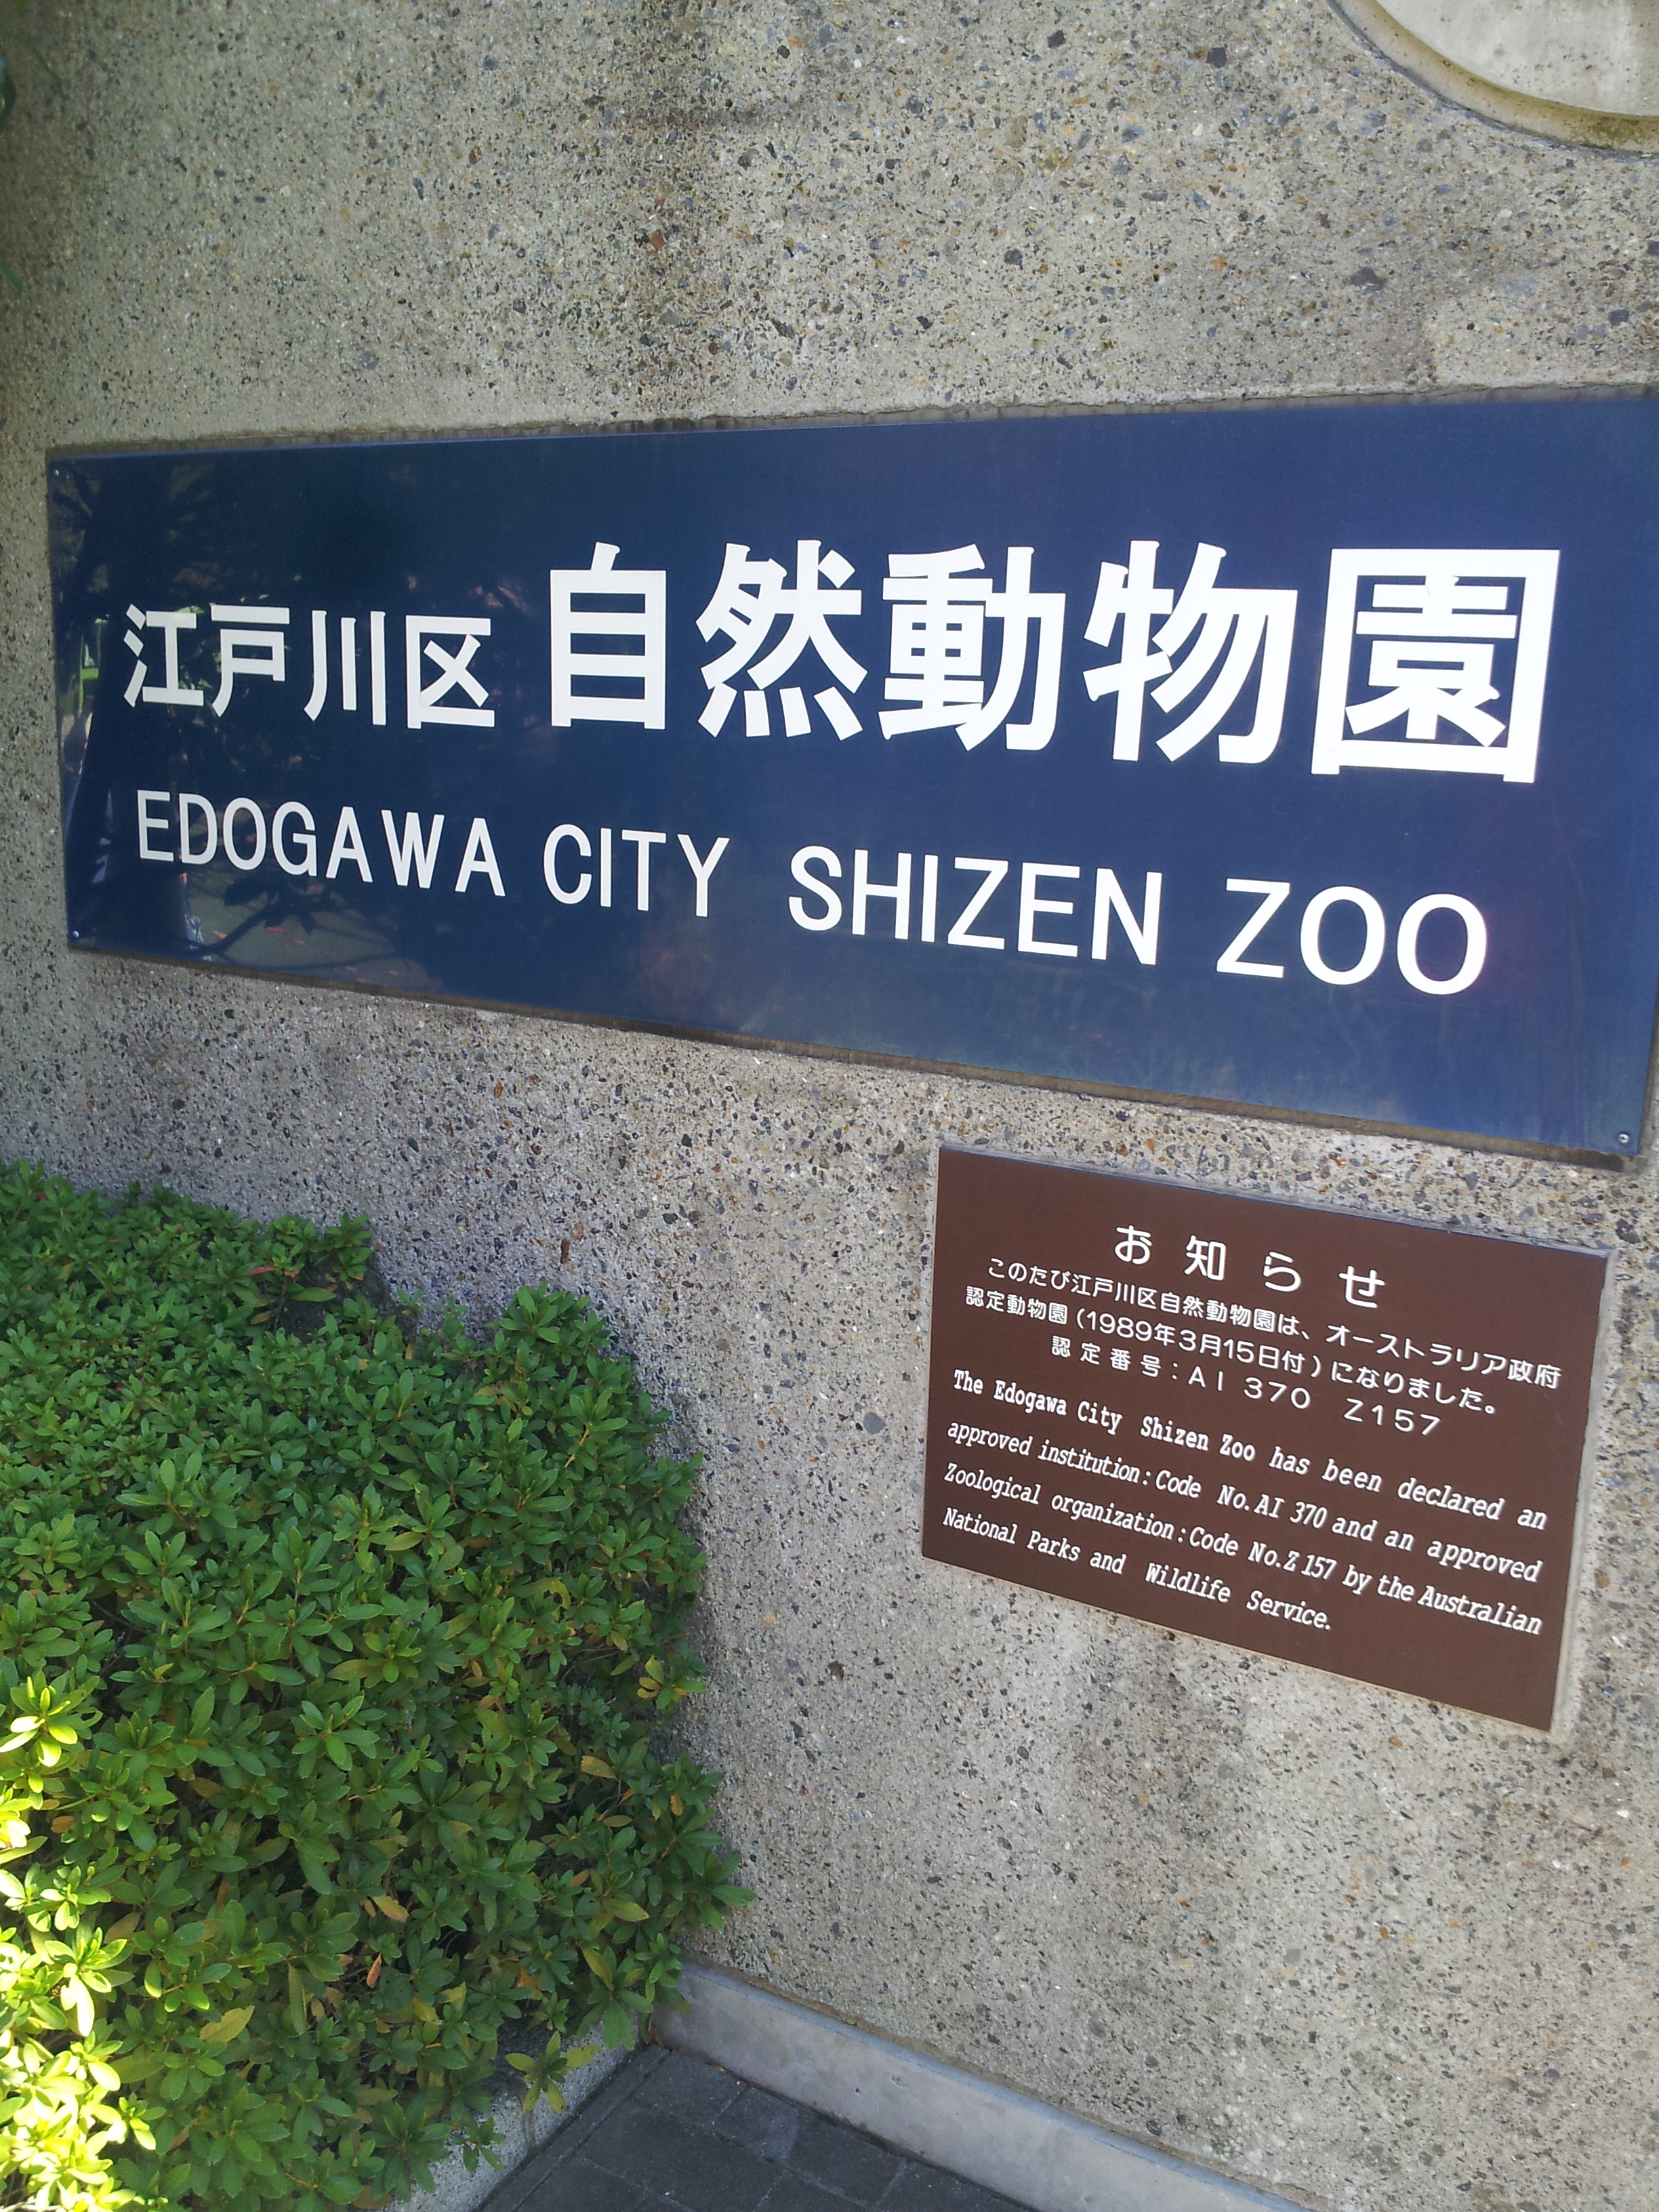 江戸川区 自然動物園
EDOGAWA CITY SHIZEN ZOO
お知らせ
このたび江戸川区自然動物園は、オーストラリア政府
認定動物園(1989年3月15日付)になりました。
認定番号:AI 370 Z157
The Edogawa City Shizen Zoo has been declared an
approved institution:Code No.AI 370 and an approved
Zoological organization:Code No.Z 157 by the Australian
National Parks and Wildlife Service.